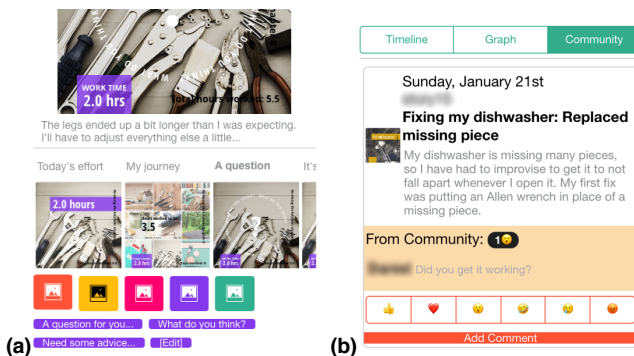 WHAT DO YOU THINK?
WORK TIME
2.0 hrs
Total hours worked: 5.5
The legs ended up a bit longer than I was expecting.
I'll have to adjust everything else a little...
Today's effort
My journey
A question
It's
2.0 hours
3.5
A question for you...
What do you think?
Need some advice...
[Edit]
(a)
Timeline
Graph
Community
Sunday, January 21st
Fixing my dishwasher: Replaced
missing piece
My dishwasher is missing many pieces,
so I have had to improvise to get it to not
fall apart whenever I open it. My first fix
was putting an Allen wrench in place of a
missing piece.
From Community: 1
Did you get it working?
Add Comment
(b)